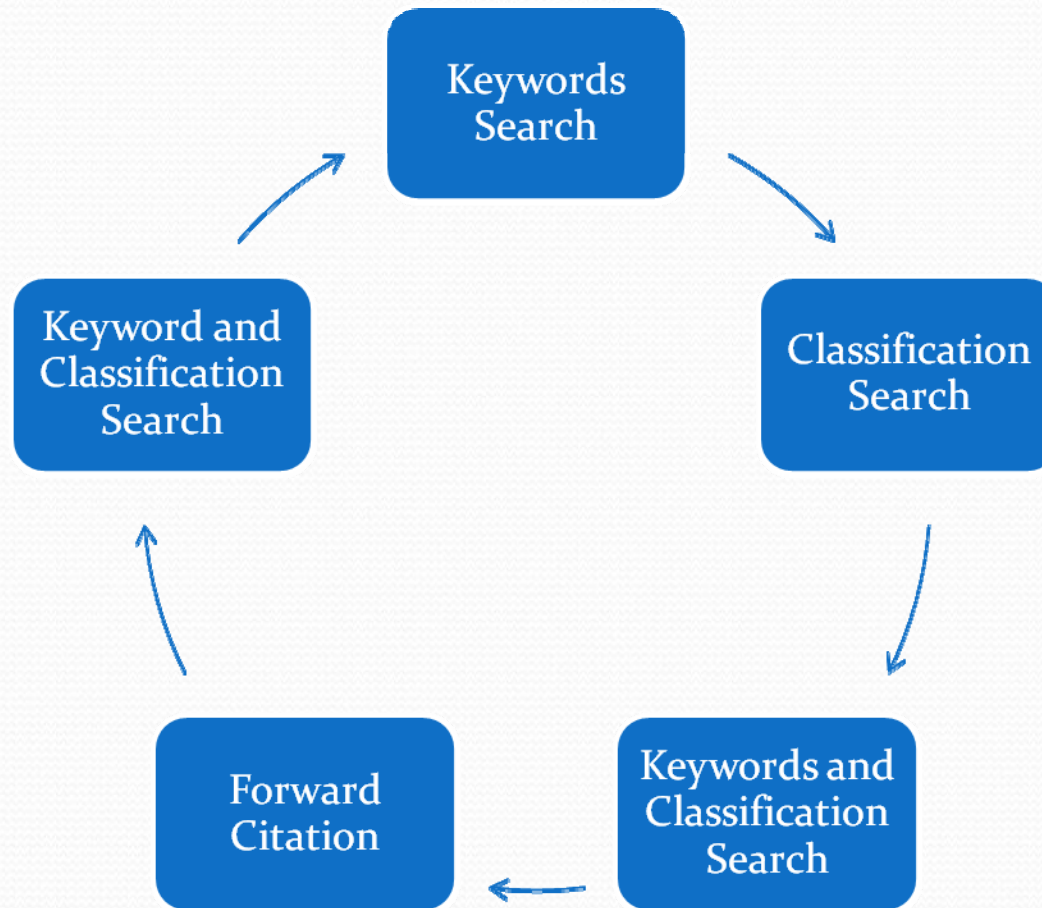 Keywords
Search
Classification
Search
Keywords and
Classification
Search
Forward
Citation
Keyword and
Classification
Search